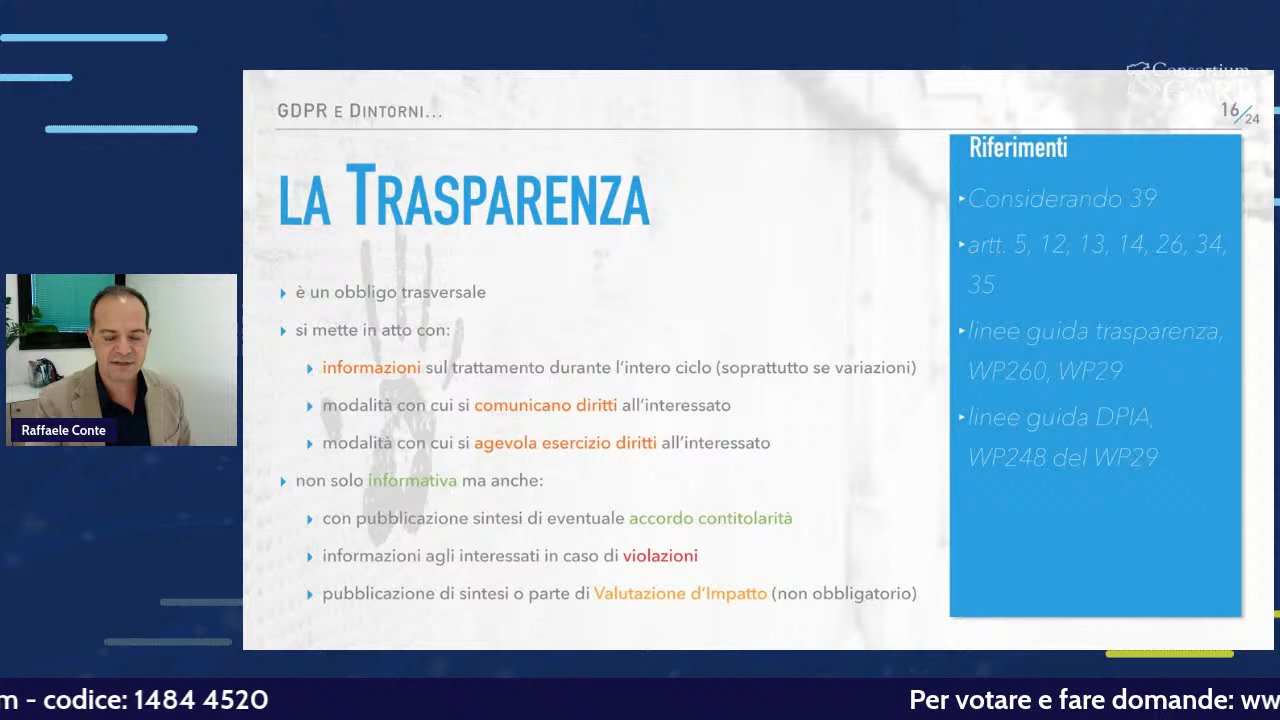 Consortium
GARR
GDPR E DINTORNI...
16/24
LA TRASPARENZA
è un obbligo trasversale
si mette in atto con:
informazioni sul trattamento durante l'intero ciclo (soprattutto se variazioni)
modalità con cui si comunicano diritti all'interessato
modalità con cui si agevola esercizio diritti all'interessato
non solo informativa ma anche:
con pubblicazione sintesi di eventuale accordo contitolarità
informazioni agli interessati in caso di violazioni
pubblicazione di sintesi o parte di Valutazione d'Impatto (non obbligatorio)
Riferimenti
Considerando 39
artt. 5, 12, 13, 14, 26, 34,
35
linee guida trasparenza,
WP260, WP29
linee guida DPIA,
WP248 del WP29
Raffaele Conte
m - codice: 1484 4520
Per votare e fare domande: ww